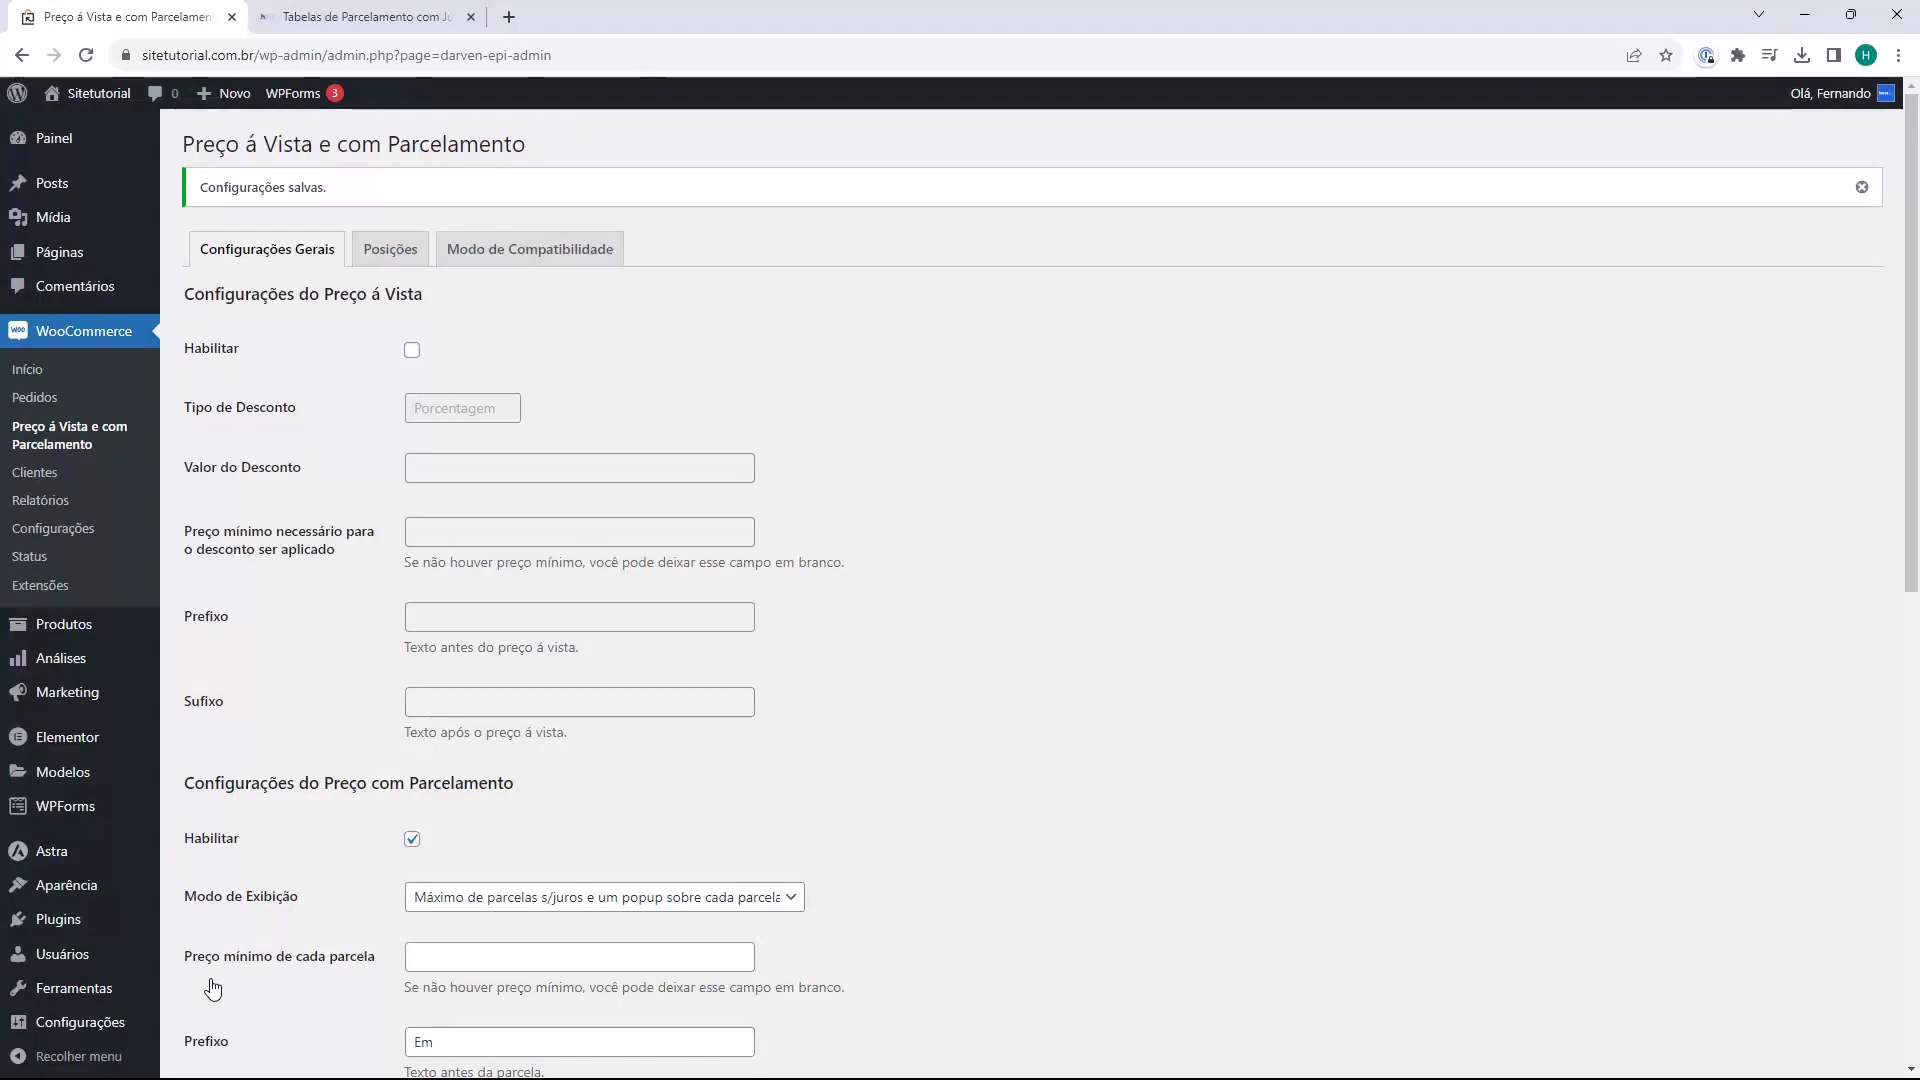 Preço á Vista e com Parcelamen
Tabelas de Parcelamento com Ju
sitetutorial.com.br/wp-admin/admin.php?page=darven-epi-admin
H
Sitetutorial
0
Novo
WPForms
3
Olá, Fernando
Painel
Posts
Mídia
Páginas
Comentários
WooCommerce
Início
Pedidos
Preço á Vista e com
Parcelamento
Clientes
Relatórios
Configurações
Status
Extensões
Produtos
Análises
Marketing
Elementor
Modelos
WPForms
Astra
Aparência
Plugins
Usuários
Ferramentas
Configurações
Recolher menu
Preço á Vista e com Parcelamento
Configurações salvas.
Configurações Gerais
Posições
Modo de Compatibilidade
Configurações do Preço á Vista
Habilitar
Tipo de Desconto
Porcentagem
Valor do Desconto
Preço mínimo necessário para
o desconto ser aplicado
Se não houver preço mínimo, você pode deixar esse campo em branco.
Prefixo
Texto antes do preço á vista.
Sufixo
Texto após o preço á vista.
Configurações do Preço com Parcelamento
Habilitar
Modo de Exibição
Máximo de parcelas s/juros e um popup sobre cada parcela
Preço mínimo de cada parcela
Se não houver preço mínimo, você pode deixar esse campo em branco.
Prefixo
Em
Texto antes da parcela.